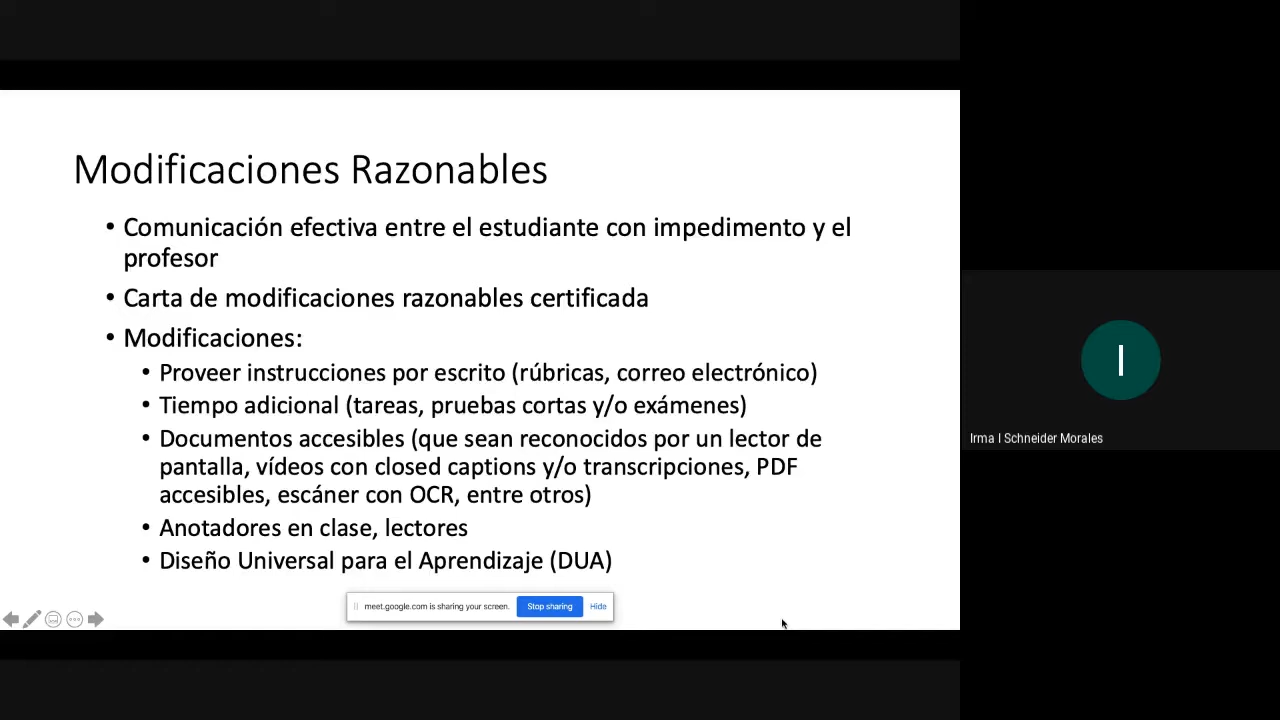 Modificaciones Razonables
• Comunicación efectiva entre el estudiante con impedimento y el
profesor
• Carta de modificaciones razonables certificada
• Modificaciones:
• Proveer instrucciones por escrito (rúbricas, correo electrónico)
• Tiempo adicional (tareas, pruebas cortas y/o exámenes)
• Documentos accesibles (que sean reconocidos por un lector de
pantalla, vídeos con closed captions y/o transcripciones, PDF
accesibles, escáner con OCR, entre otros)
• Anotadores en clase, lectores
• Diseño Universal para el Aprendizaje (DUA)
meet.google.com is sharing your screen. Stop sharing Hide
I
Irma I Schneider Morales